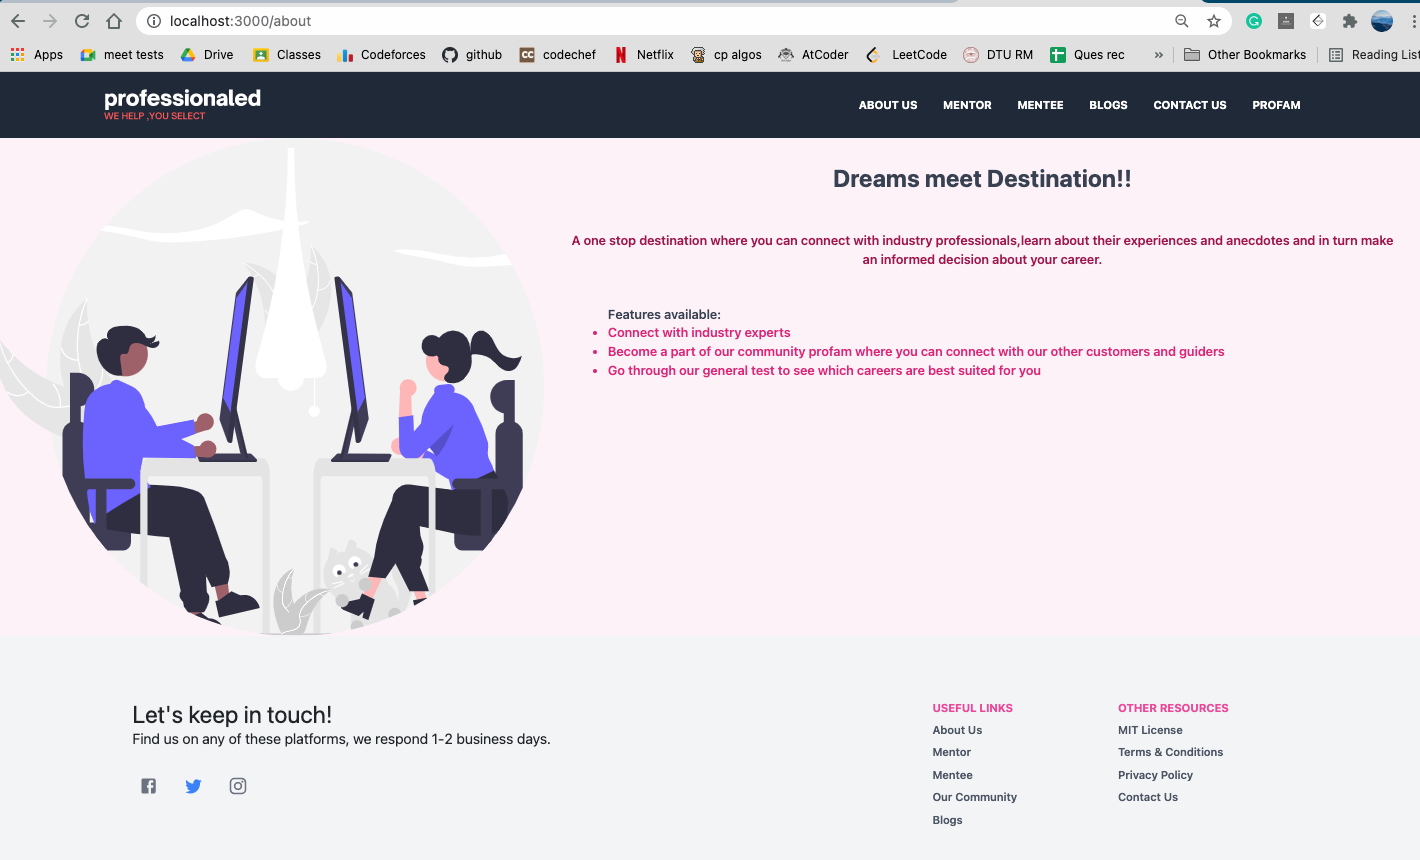 localhost:3000/about
Apps meet tests Drive Classes Codeforces github codechef Netflix cp algos AtCoder LeetCode DTU RM Ques rec » Other Bookmarks Reading List
professionaled
WE HELP ,YOU SELECT
ABOUT US MENTOR MENTEE BLOGS CONTACT US PROFAM
Dreams meet Destination!!
A one stop destination where you can connect with industry professionals,learn about their experiences and anecdotes and in turn make
an informed decision about your career.
Features available:
• Connect with industry experts
• Become a part of our community profam where you can connect with our other customers and guiders
• Go through our general test to see which careers are best suited for you
Let's keep in touch!
Find us on any of these platforms, we respond 1-2 business days.
USEFUL LINKS
About Us
Mentor
Mentee
Our Community
Blogs
OTHER RESOURCES
MIT License
Terms & Conditions
Privacy Policy
Contact Us